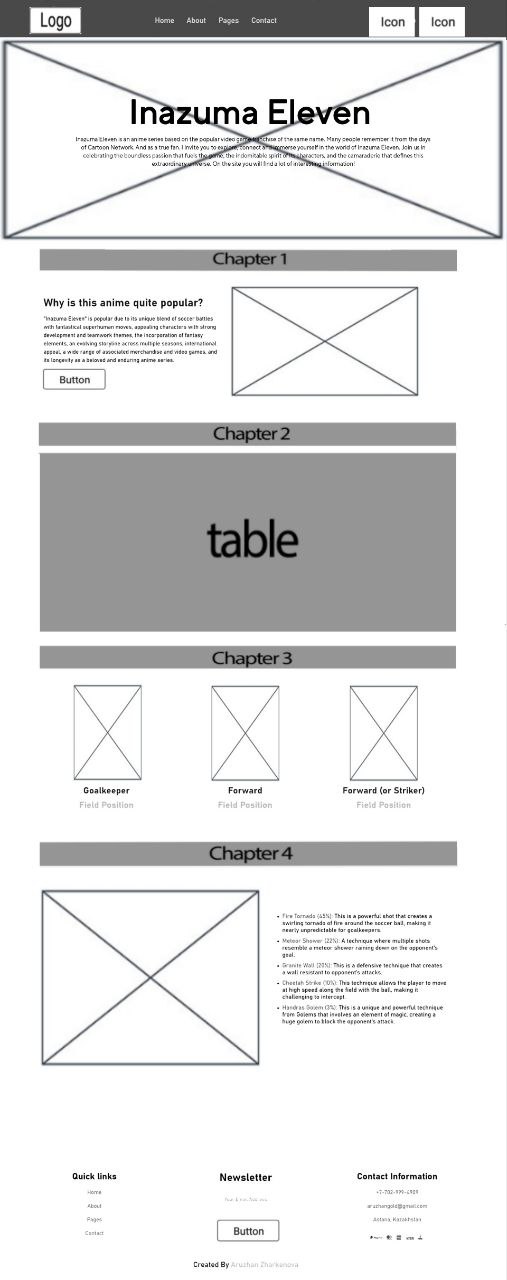 Logo
Home About Pages Contact
Icon Icon
Inazuma Eleven
Inazuma Eleven is an anime series based on the popular video game franchise of the same name. Many people remember it from the days
of Cartoon Network. And as a true fan, I invite you to explore, connect and immerse yourself in the world of Inazuma Eleven. Join us in
celebrating the boundless passion that fuels the game, the indomitable spirit of its characters, and the camaraderie that defines this
extraordinary universe. On the site you will find a lot of interesting information!
Chapter 1
Why is this anime quite popular?
"Inazuma Eleven" is popular due to its unique blend of soccer battles
with fantastical superhuman moves, appealing characters with strong
development and teamwork themes, the incorporation of fantasy
elements, an evolving storyline across multiple seasons, international
appeal, a wide range of associated merchandise and video games, and
its longevity as a beloved and enduring anime series.
Button
Chapter 2
table
Chapter 3
Goalkeeper
Field Position
Forward
Field Position
Forward (or Striker)
Field Position
Chapter 4
• Fire Tornado (45%): This is a powerful shot that creates a
swirling tornado of fire around the soccer ball, making it
nearly unpredictable for goalkeepers.
• Meteor Shower (22%): A technique where multiple shots
resemble a meteor shower raining down on the opponent's
goal.
• Granite Wall (20%): This is a defensive technique that creates
a wall resistant to opponent's attacks.
• Cheetah Strike (10%): This technique allows the player to move
at high speed along the field with the ball, making it
challenging to intercept.
• Handras Golem (3%): This is a unique and powerful technique
from Golems that involves an element of magic, creating a
huge golem to block the opponent's attack.
Quick links
Home
About
Pages
Contact
Newsletter
Button
Contact Information
+7-702-999-4909
aruzhangold@gmail.com
Astana, Kazakhstan
Created By Aruzhan Zharkenova